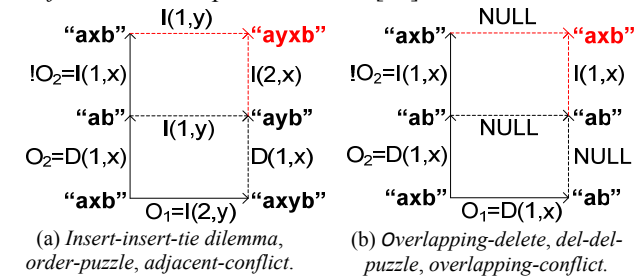 I(1,y)
"axb" "ayxb"
!O₂=I(1,x) I(2,x)
"ab" "ayb"
I(1,y)
O₂=D(1,x) D(1,x)
"axb" "axyb"
O₁=I(2,y)
(a) Insert-insert-tie dilemma,
order-puzzle, adjacent-conflict.
NULL
"axb" "axb"
!O₂=I(1,x) I(1,x)
"ab" "ab"
NULL
O₂=D(1,x) NULL
"axb" "ab"
O₁=D(1,x)
(b) Overlapping-delete, del-del-
puzzle, overlapping-conflict.